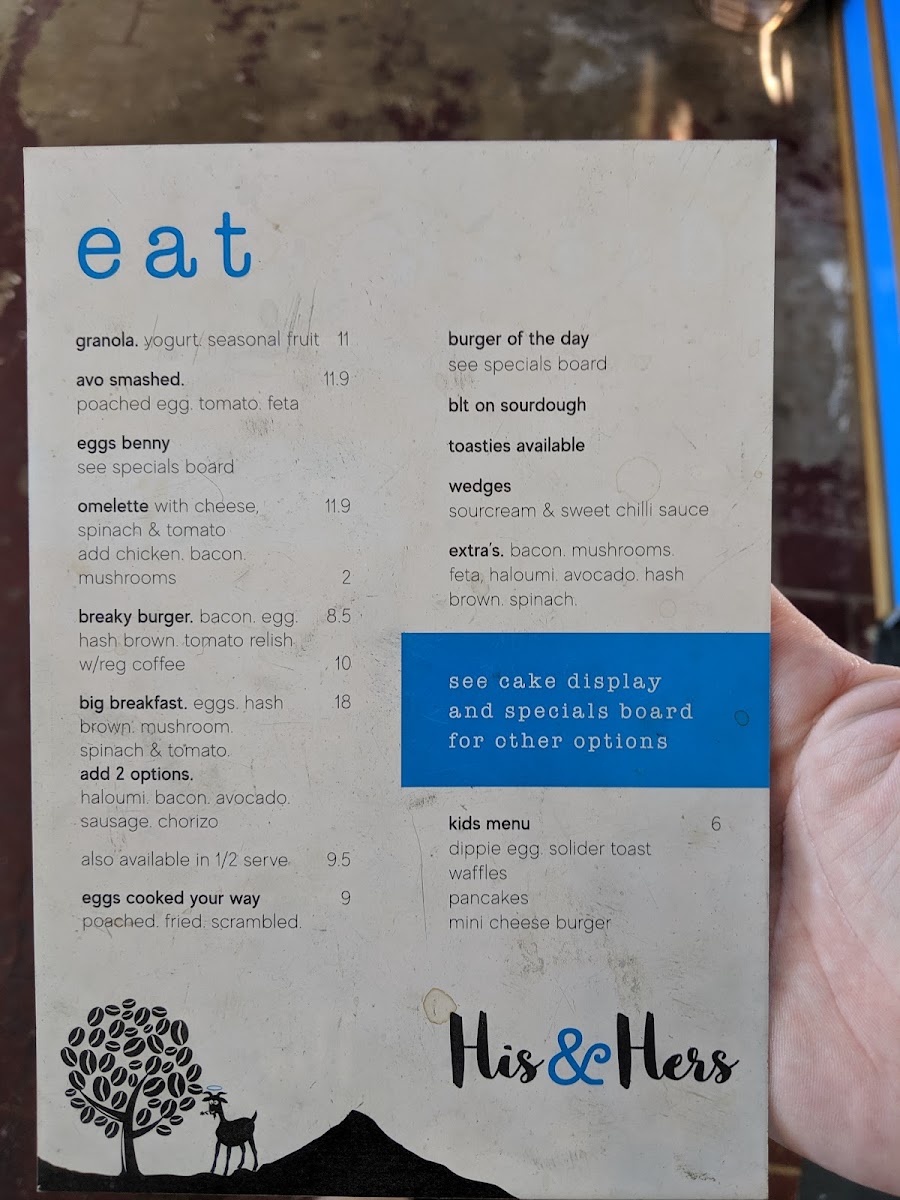 eat
granola. yogurt. seasonal fruit 11
avo smashed. 11.9
poached egg. tomato. feta
eggs benny
see specials board
omelette with cheese, 11.9
spinach & tomato
add chicken. bacon.
mushrooms 2
breaky burger. bacon. egg. 8.5
hash brown. tomato relish
w/reg coffee 10
big breakfast. eggs. hash 18
brown. mushroom.
spinach & tomato.
add 2 options.
haloumi. bacon. avocado.
sausage. chorizo
also available in 1/2 serve 9.5
eggs cooked your way 9
poached. fried. scrambled.
burger of the day
see specials board
blt on sourdough
toasties available
wedges
sourcream & sweet chilli sauce
extra's. bacon. mushrooms.
feta, haloumi. avocado. hash
brown. spinach.
see cake display
and specials board
for other options
kids menu 6
dippie egg. solider toast
waffles
pancakes
mini cheese burger
His & Hers